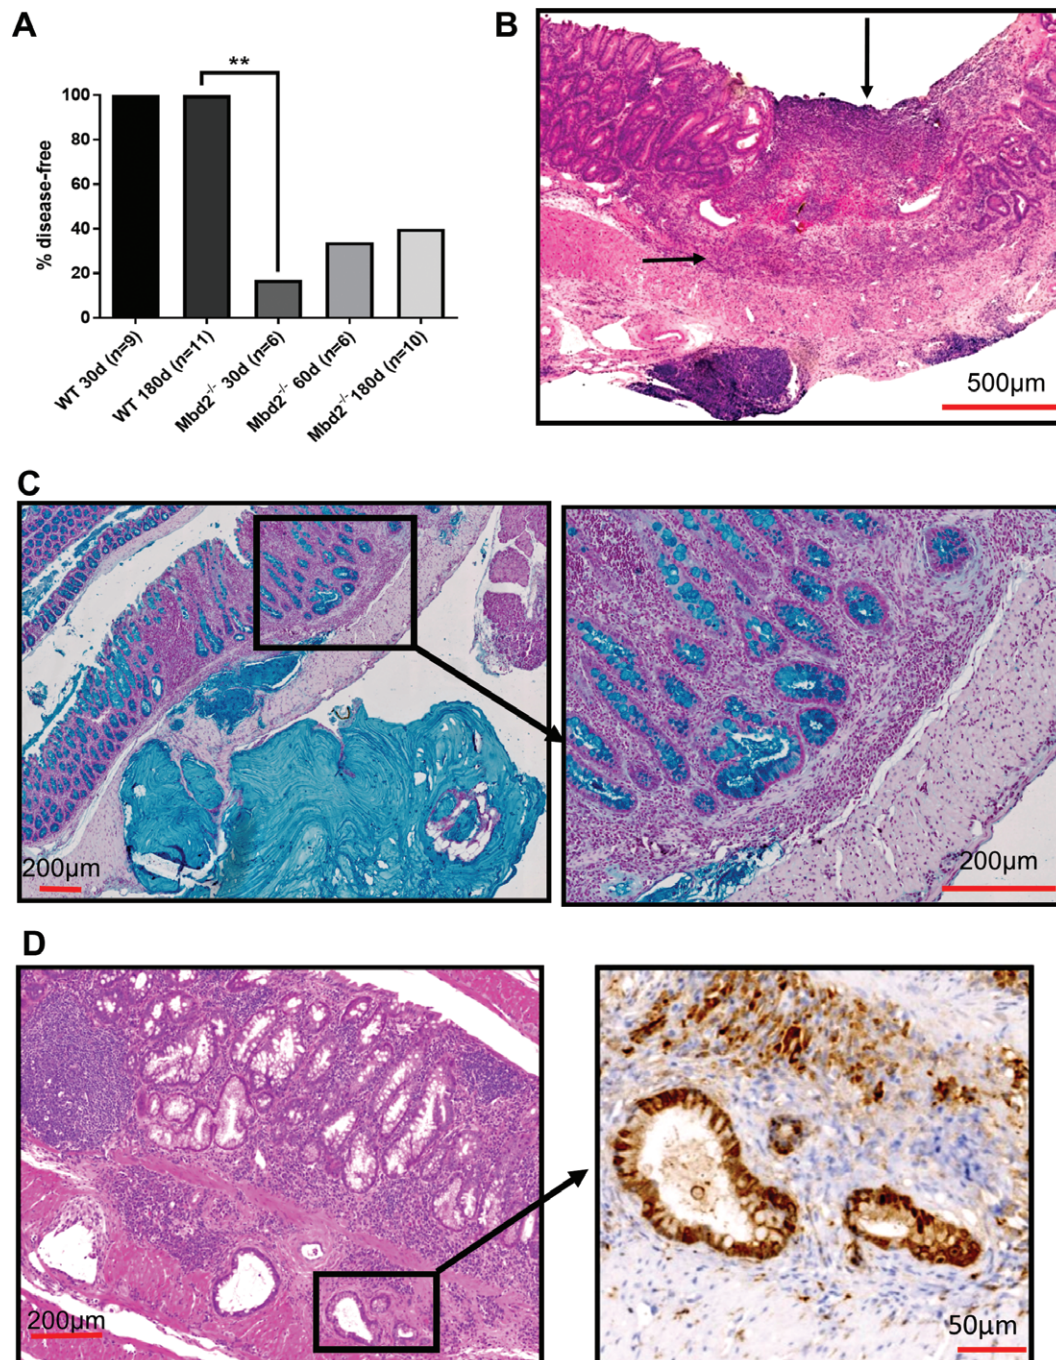 A
**
% disease-free
100
80
60
40
20
0
WT 30d (n=9)
WT 180d (n=11)
Mbd2-/- 30d (n=6)
Mbd2-/- 60d (n=6)
Mbd2-/- 180d (n=10)
B
500µm
C
200µm
200µm
D
200µm
50µm